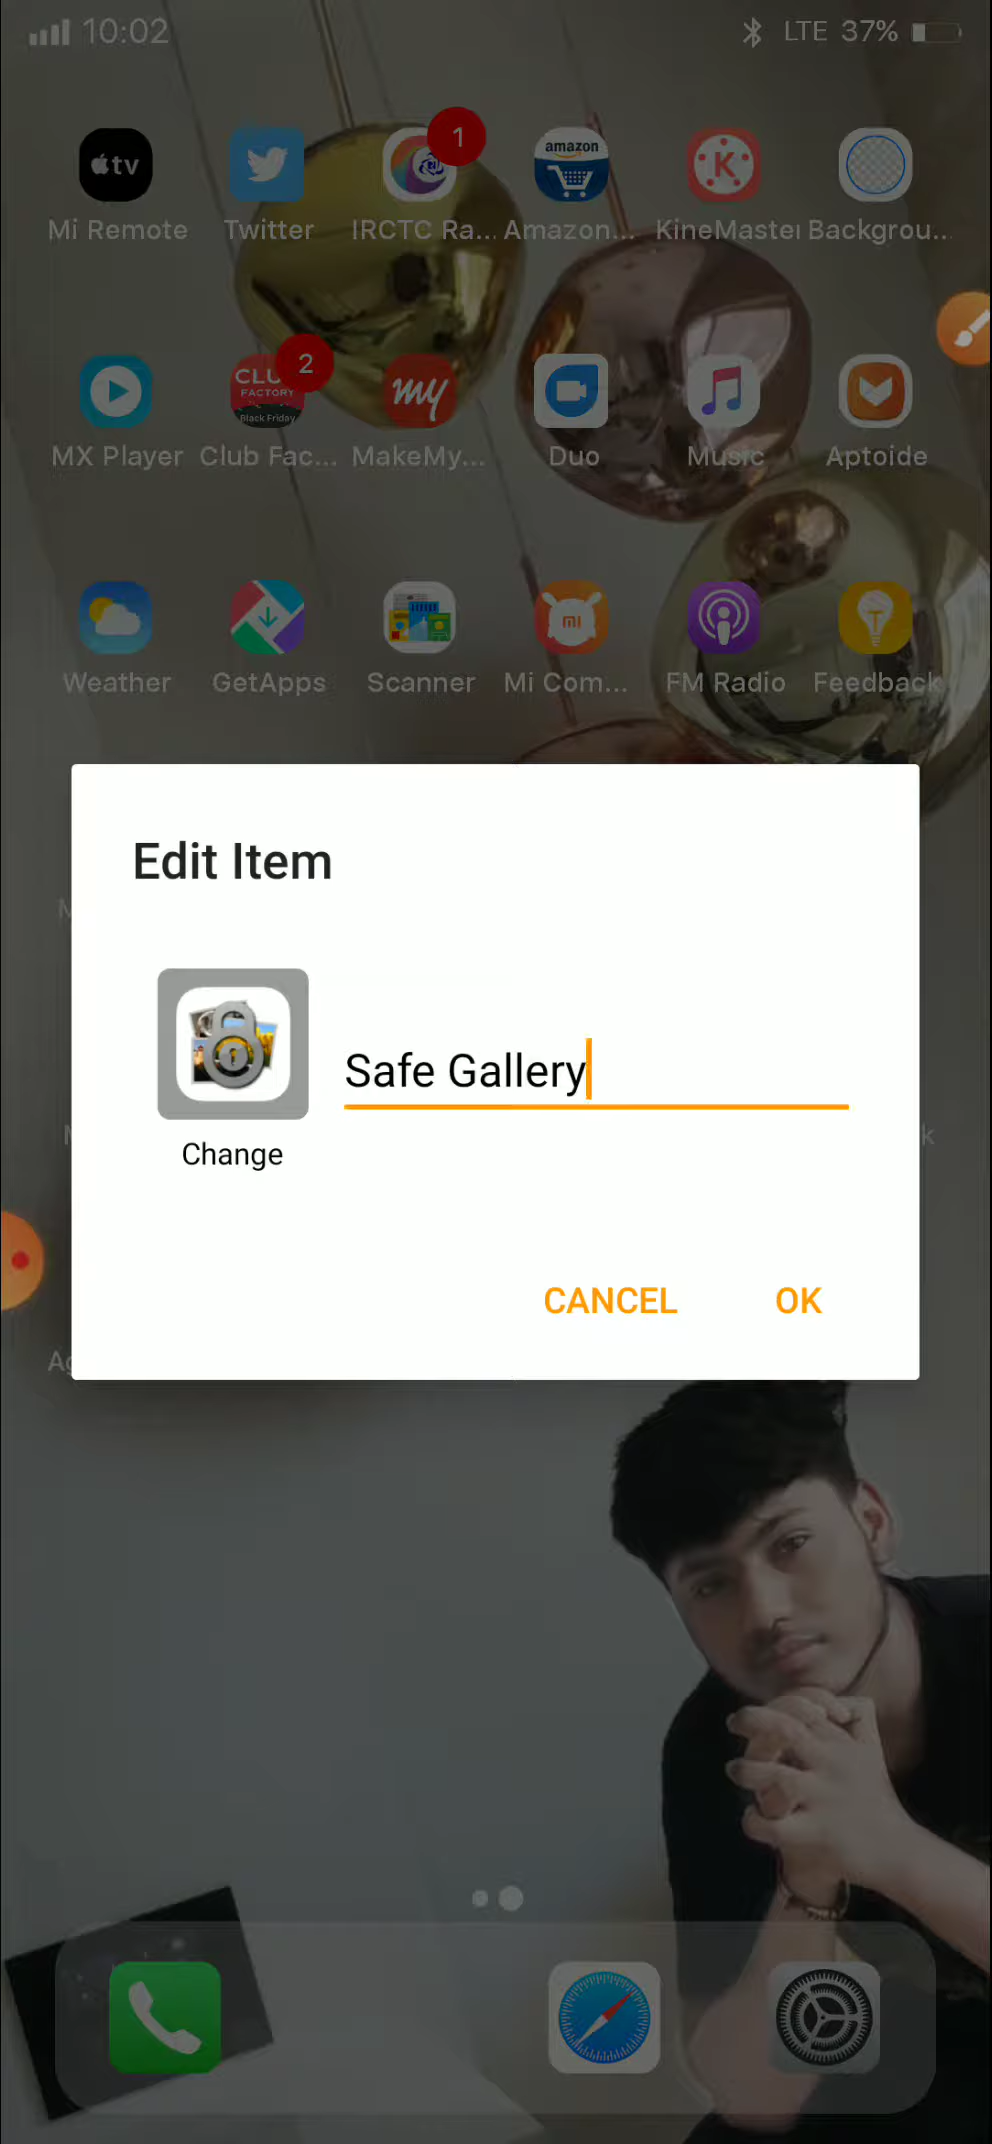 10:02 LTE 37%
tv 1 amazon K
Mi Remote Twitter IRCTC Ra... Amazon... KineMaster Backgrou...
CLU 2 my
FACTORY
Black Friday
MX Player Club Fac... MakeMy... Duo Music Aptoide
mi
Weather GetApps Scanner Mi Com... FM Radio Feedback
Edit Item
Safe Gallery
Change
k
CANCEL OK